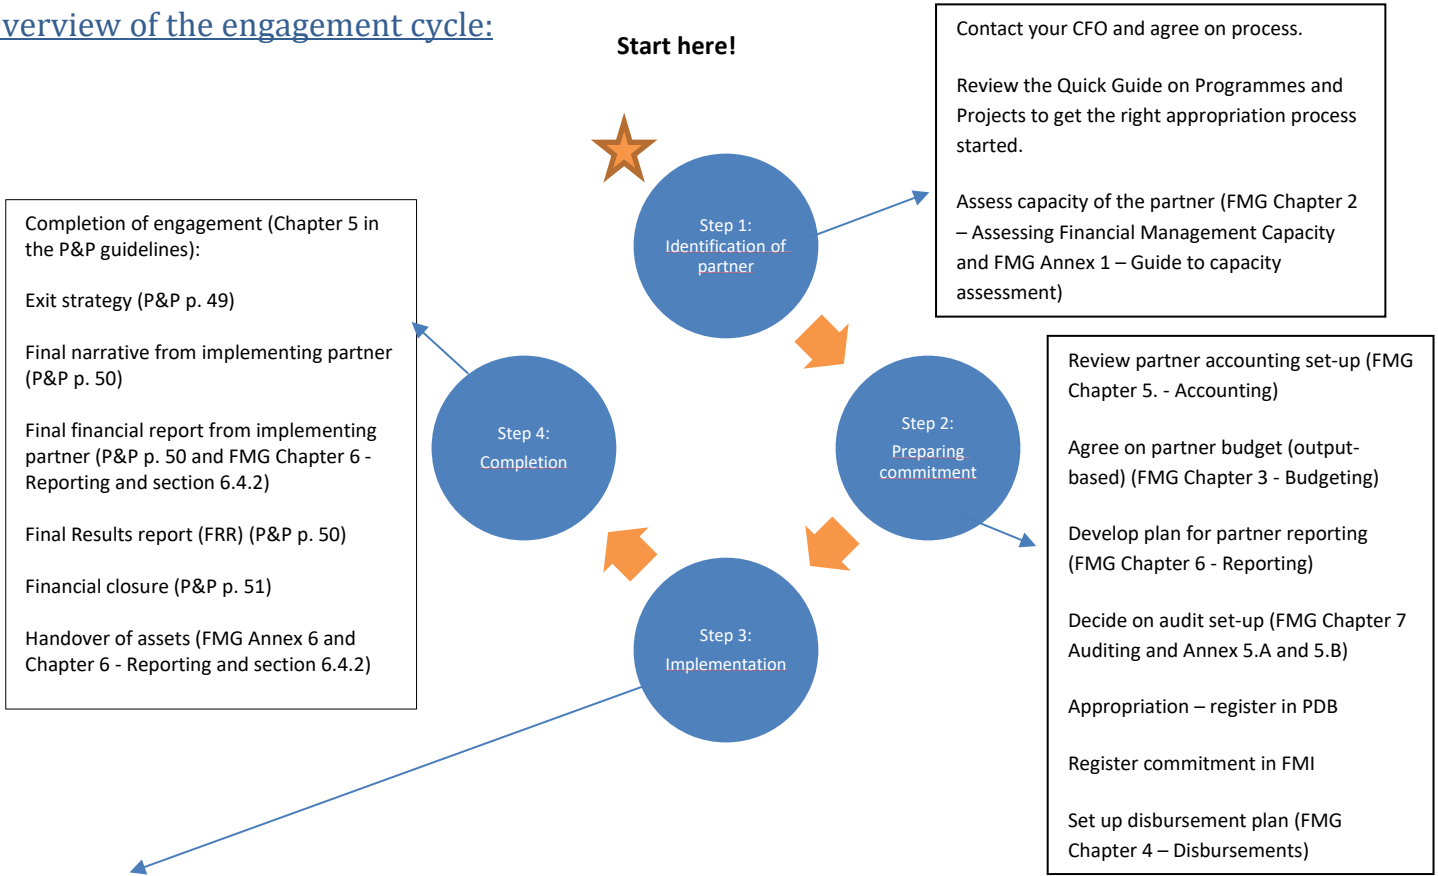 verview of the engagement cycle:
Start here!
Contact your CFO and agree on process.
Review the Quick Guide on Programmes and
Projects to get the right appropriation process
started.
Assess capacity of the partner (FMG Chapter 2
– Assessing Financial Management Capacity
and FMG Annex 1 – Guide to capacity
assessment)
Step 1:
Identification of
partner
Review partner accounting set-up (FMG
Chapter 5. - Accounting)
Agree on partner budget (output-
based) (FMG Chapter 3 - Budgeting)
Develop plan for partner reporting
(FMG Chapter 6 - Reporting)
Decide on audit set-up (FMG Chapter 7
Auditing and Annex 5.A and 5.B)
Appropriation – register in PDB
Register commitment in FMI
Set up disbursement plan (FMG
Chapter 4 – Disbursements)
Step 2:
Preparing
commitment
Step 3:
Implementation
Step 4:
Completion
Completion of engagement (Chapter 5 in
the P&P guidelines):
Exit strategy (P&P p. 49)
Final narrative from implementing partner
(P&P p. 50)
Final financial report from implementing
partner (P&P p. 50 and FMG Chapter 6 -
Reporting and section 6.4.2)
Final Results report (FRR) (P&P p. 50)
Financial closure (P&P p. 51)
Handover of assets (FMG Annex 6 and
Chapter 6 - Reporting and section 6.4.2)